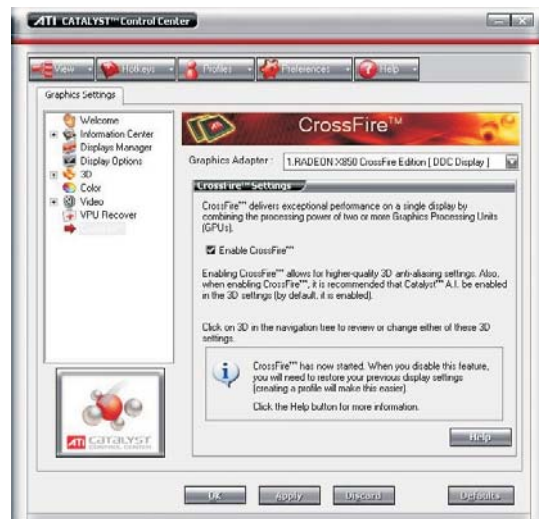 ATI CATALYST™ Control Center
View
Hotkeys
Profiles
Preferences
Help
Graphics Settings
Welcome
Information Center
Displays Manager
Display Options
3D
Color
Video
VPU Recover
CrossFire™
Graphics Adapter :
1.RADEON X850 CrossFire Edition [ DDC Display ]
CrossFire™ Settings
CrossFire™ delivers exceptional performance on a single display by
combining the processing power of two or more Graphics Processing Units
(GPUs).
Enable CrossFire™
Enabling CrossFire™ allows for higher-quality 3D anti-aliasing settings. Also,
when enabling CrossFire™, it is recommended that Catalyst™ A.I. be enabled
in the 3D settings (by default, it is enabled).
Click on 3D in the navigation tree to review or change either of these 3D
settings.
CrossFire™ has now started. When you disable this feature,
you will need to restore your previous display settings
(creating a profile will make this easier).
Click the Help button for more information.
Help
ATI CATALYST
CONTROL CENTER
OK
Apply
Discard
Defaults